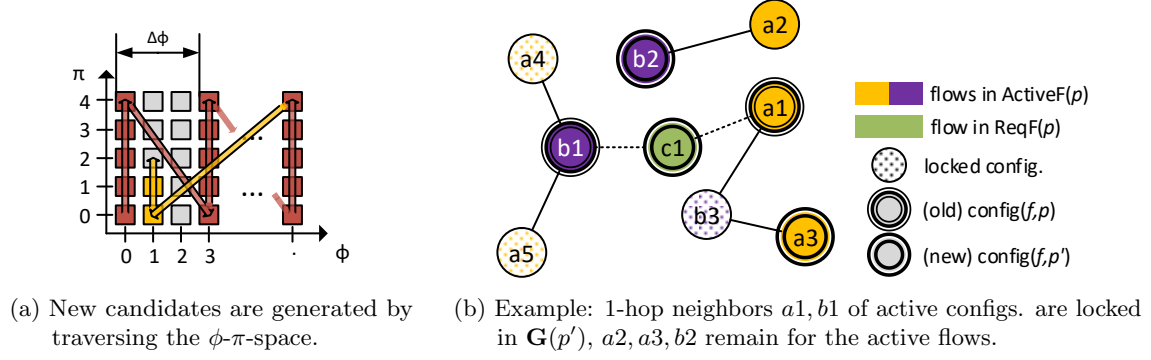 Δϕ
π
4
3
2
1
0
...
...
0 1 2 3 . ϕ
a4
b2
a2
a1
b1
c1
b3
a5
a3
flows in ActiveF(p)
flow in ReqF(p)
locked config.
(old) config(f,p)
(new) config(f,p')
(a) New candidates are generated by
traversing the ϕ-π-space.
(b) Example: 1-hop neighbors a1, b1 of active configs. are locked
in G(p′), a2, a3, b2 remain for the active flows.